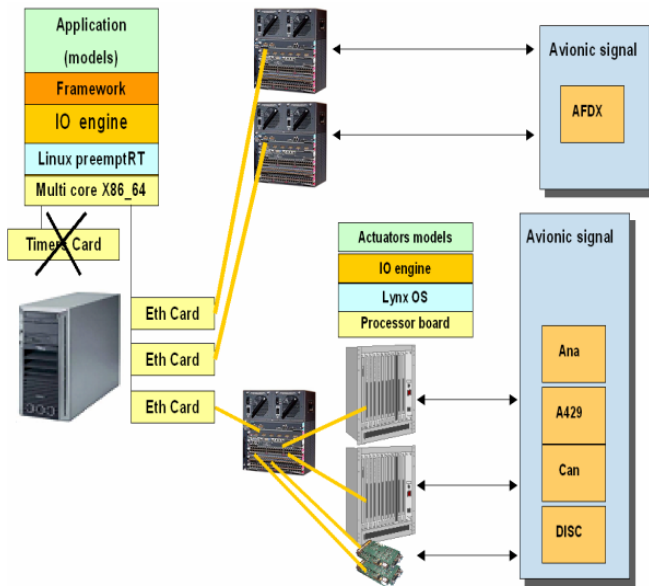 Application
(models)
Framework
IO engine
Linux preemptRT
Multi core X86_64
Timers Card
Eth Card
Eth Card
Eth Card
Avionic signal
AFDX
Actuators models
IO engine
Lynx OS
Processor board
Avionic signal
Ana
A429
Can
DISC